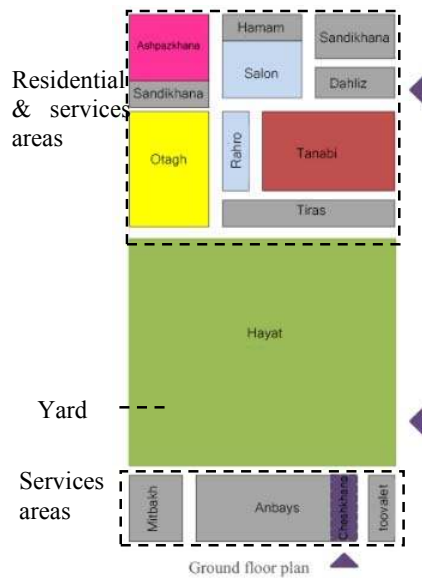 Ashpazkhana
Hamam
Sandikhana
Salon
Residential
& services
areas
Sandikhana
Dahliz
Otagh
Rahro
Tanabi
Tiras
Hayat
Yard
Services
areas
Mitbakh
Anbays
Cheshkhana
toovalet
Ground floor plan